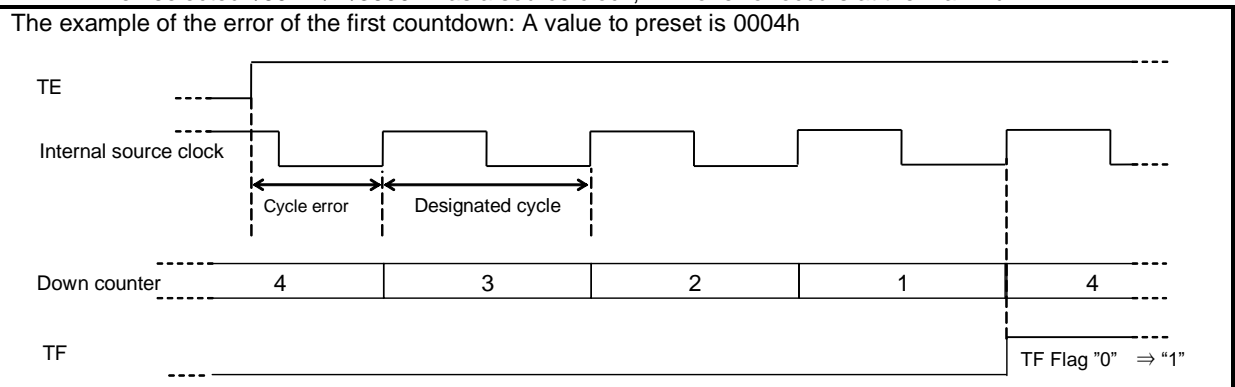 The example of the error of the first countdown: A value to preset is 0004h
TE
Internal source clock
Cycle error
Designated cycle
Down counter
4
3
2
1
4
TF
TF Flag "0" ⇒ “1”